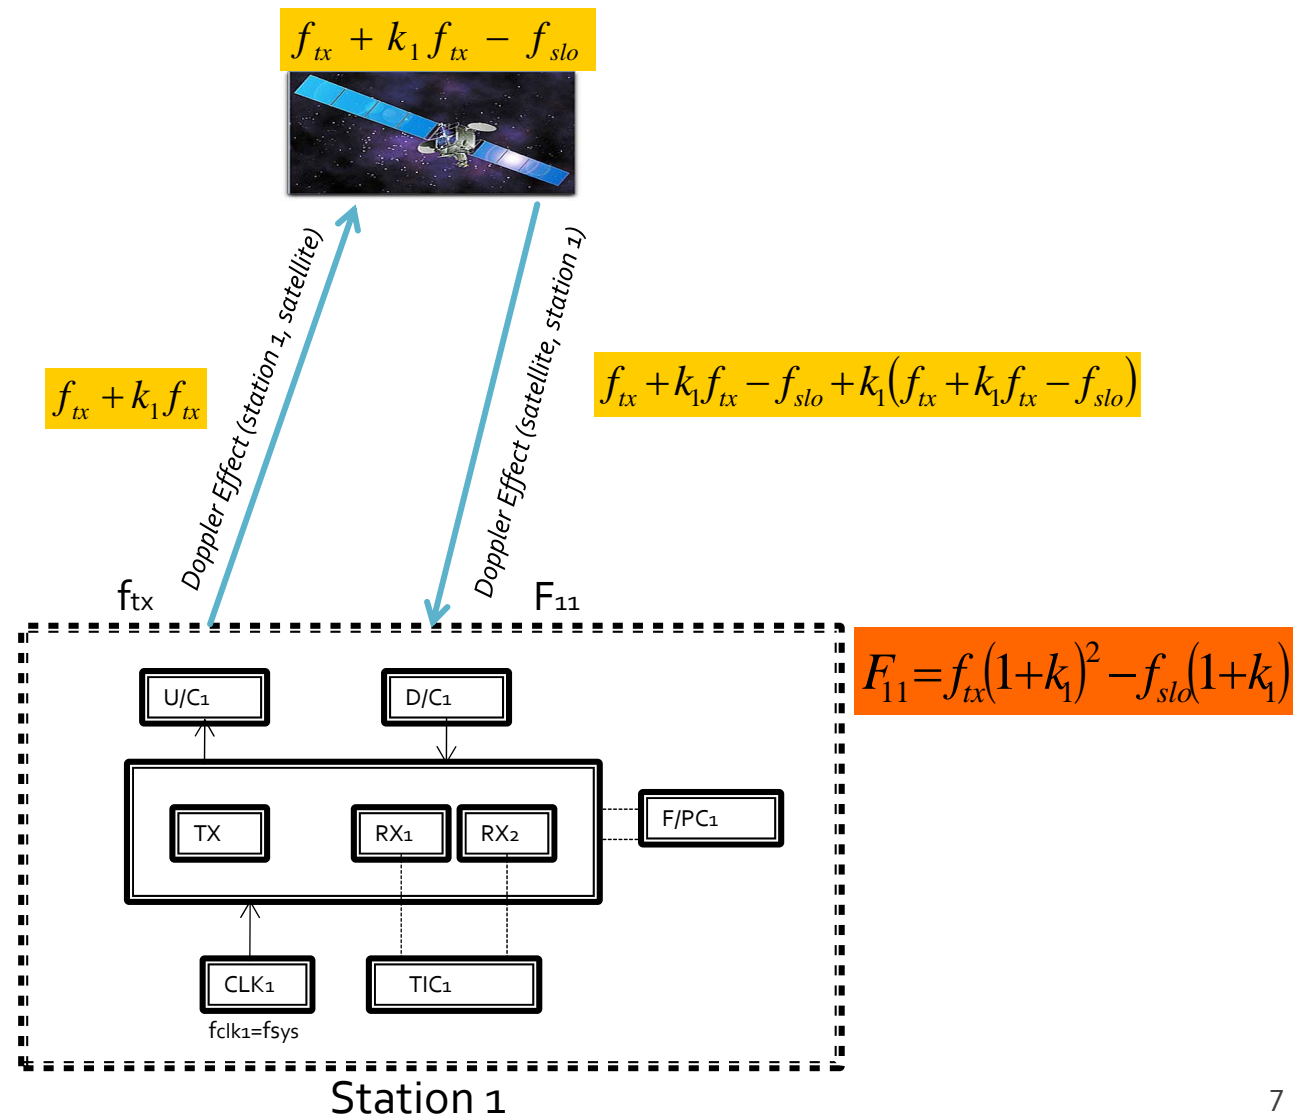 f_tx + k_1 f_tx − f_slo
Doppler Effect (station 1, satellite)
Doppler Effect (satellite, station 1)
f_tx + k_1 f_tx
f_tx + k_1 f_tx − f_slo + k_1(f_tx + k_1 f_tx − f_slo)
ftx
F11
F_11 = f_tx(1+k_1)^2 − f_slo(1+k_1)
U/C1
D/C1
TX
RX1
RX2
F/PC1
CLK1
TIC1
fclk1=fsys
Station 1
7